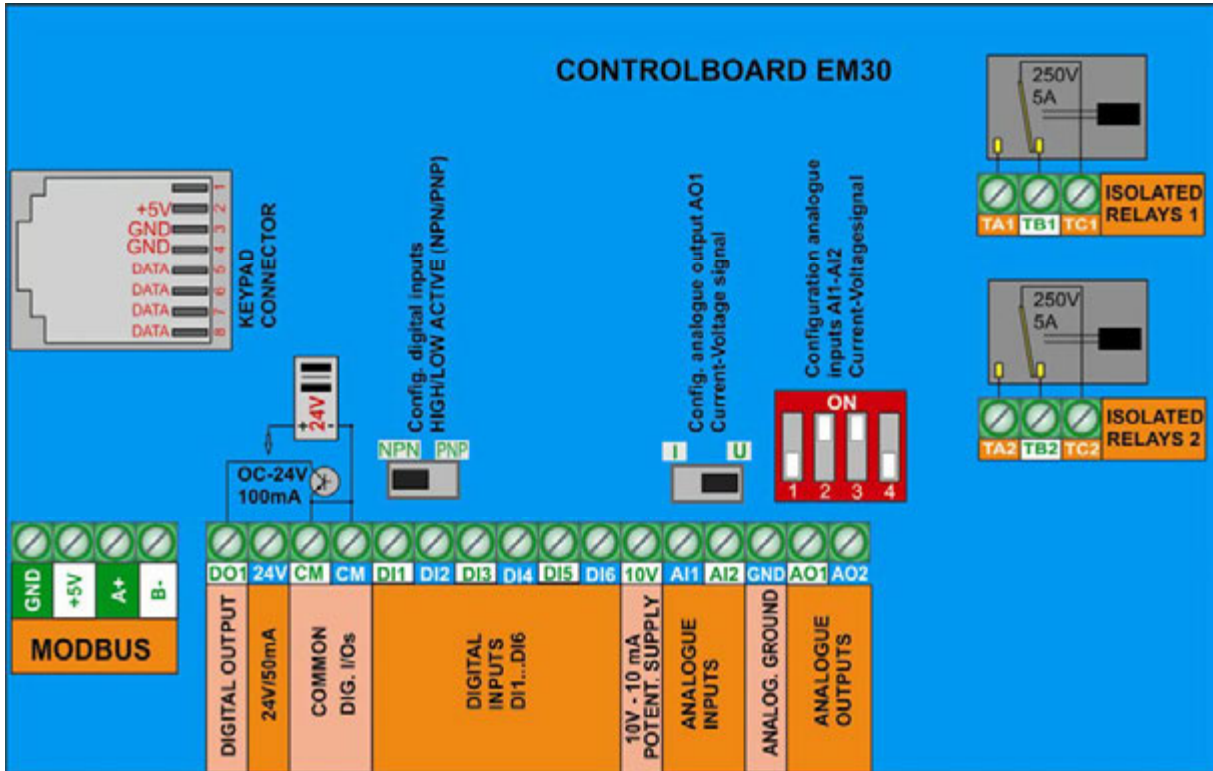 CONTROLBOARD EM30
250V
5A
TA1 TB1 TC1
ISOLATED
RELAYS 1
250V
5A
TA2 TB2 TC2
ISOLATED
RELAYS 2
1
+5V 2
GND 3
GND 4
DATA 5
DATA 6
DATA 7
DATA 8
KEYPAD
CONNECTOR
+ -
24V
OC-24V
100mA
Config. digital inputs
HIGH/LOW ACTIVE (NPN/PNP)
NPN PNP
Config. analogue output AO1
Current-Voltage signal
I U
Configuration analogue
inputs AI1-AI2
Current-Voltagesignal
ON
1 2 3 4
GND +5V A+ B-
MODBUS
DO1 24V CM CM DI1 DI2 DI3 DI4 DI5 DI6 10V AI1 AI2 GND AO1 AO2
DIGITAL OUTPUT
24V/50mA
COMMON
DIG. I/Os
DIGITAL
INPUTS
DI1...DI6
10V - 10 mA
POTENT. SUPPLY
ANALOGUE
INPUTS
ANALOG. GROUND
ANALOGUE
OUTPUTS